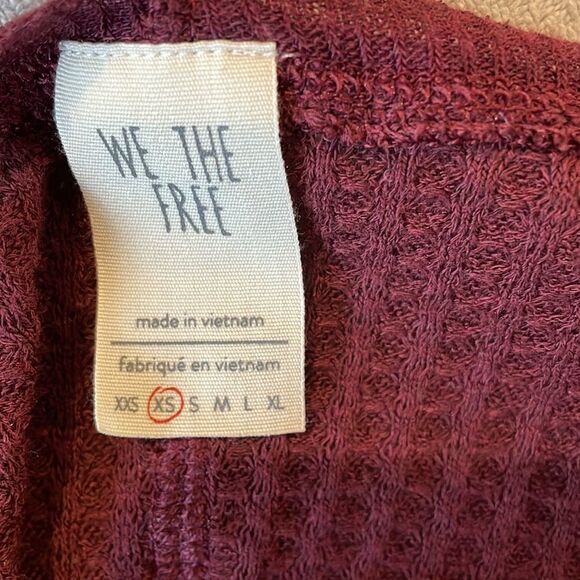 WE THE
FREE
made in vietnam
fabriqué en vietnam
XXS XS S M L XL